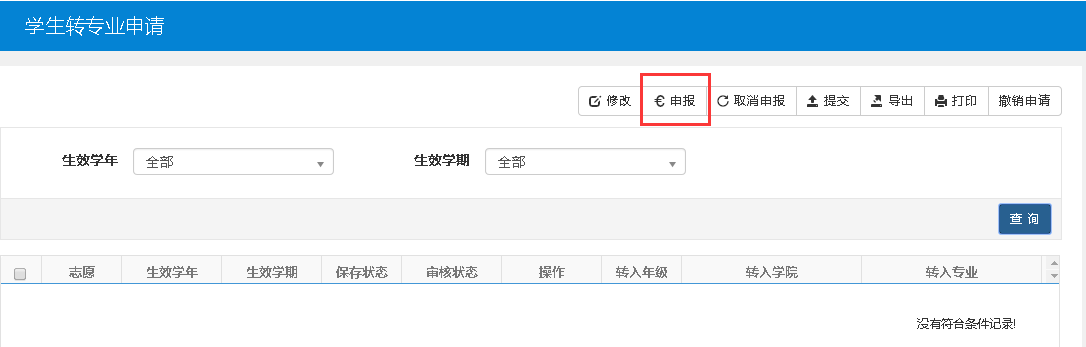 学生转专业申请
修改 € 申报 取消申报 提交 导出 打印 撤销申请
生效学年 全部 生效学期 全部
查 询
志愿 生效学年 生效学期 保存状态 审核状态 操作 转入年级 转入学院 转入专业
没有符合条件记录!